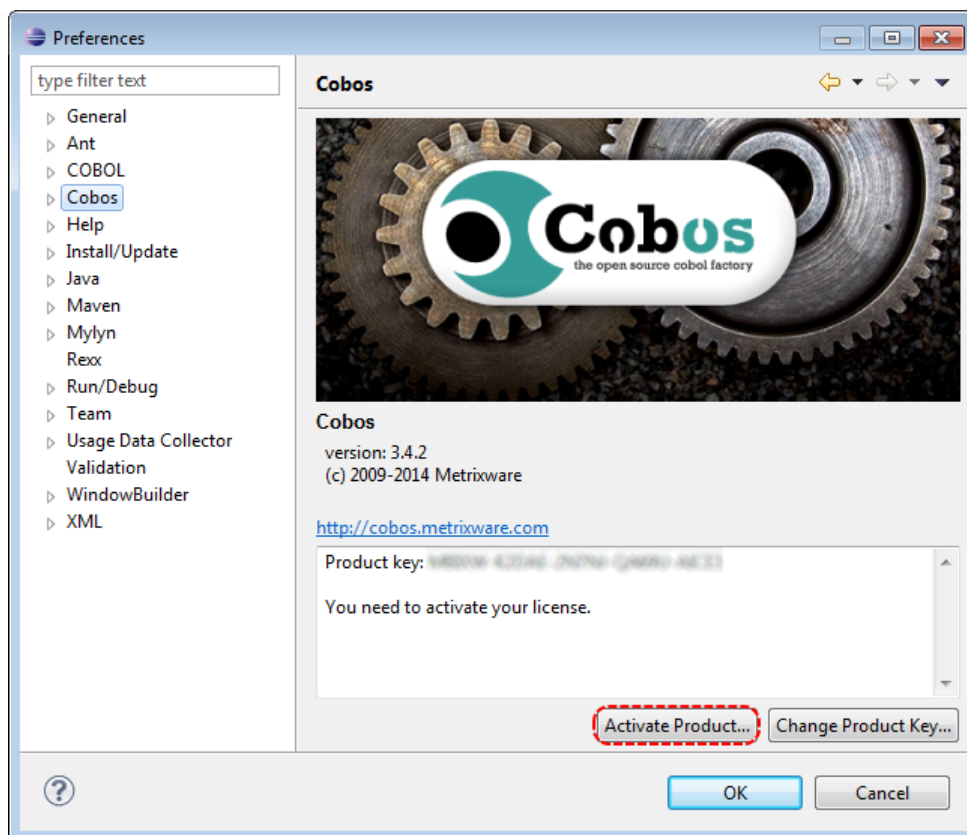 Preferences
type filter text
General
Ant
COBOL
Cobos
Help
Install/Update
Java
Maven
Mylyn
Rexx
Run/Debug
Team
Usage Data Collector
Validation
WindowBuilder
XML
Cobos
Cobos
the open source cobol factory
Cobos
version: 3.4.2
(c) 2009-2014 Metrixware
http://cobos.metrixware.com
Product key:
You need to activate your license.
Activate Product... Change Product Key...
? OK Cancel